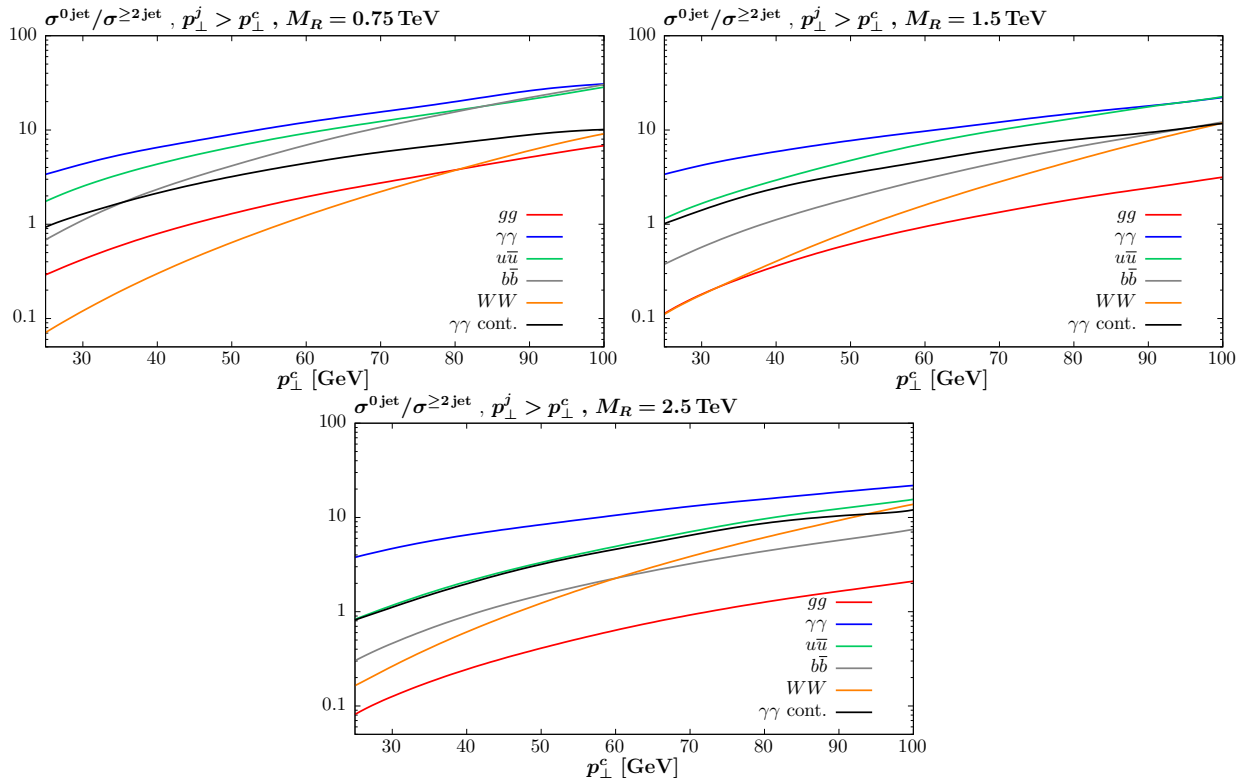 σ^{0 jet}/σ^{≥2 jet} , p_⊥^j > p_⊥^c , M_R = 0.75 TeV
100
10
1
0.1
gg
γγ
uū
bb̄
WW
γγ cont.
30 40 50 60 70 80 90 100
p_⊥^c [GeV]
σ^{0 jet}/σ^{≥2 jet} , p_⊥^j > p_⊥^c , M_R = 1.5 TeV
100
10
1
0.1
gg
γγ
uū
bb̄
WW
γγ cont.
30 40 50 60 70 80 90 100
p_⊥^c [GeV]
σ^{0 jet}/σ^{≥2 jet} , p_⊥^j > p_⊥^c , M_R = 2.5 TeV
100
10
1
0.1
gg
γγ
uū
bb̄
WW
γγ cont.
30 40 50 60 70 80 90 100
p_⊥^c [GeV]